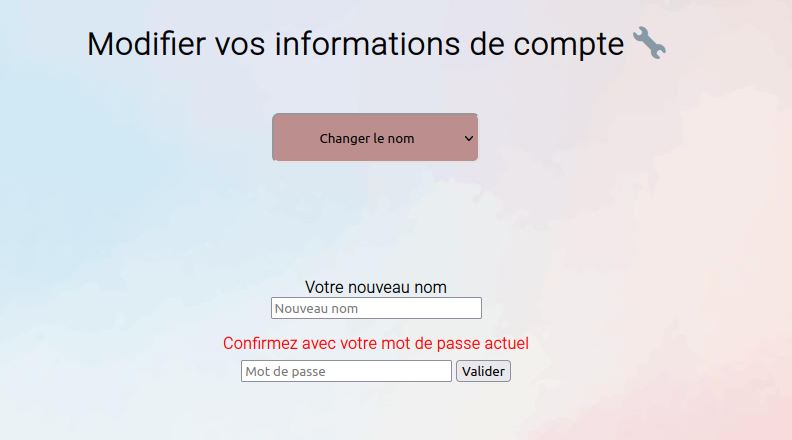 Modifier vos informations de compte 🔧
Changer le nom
Votre nouveau nom
Nouveau nom
Confirmez avec votre mot de passe actuel
Mot de passe Valider